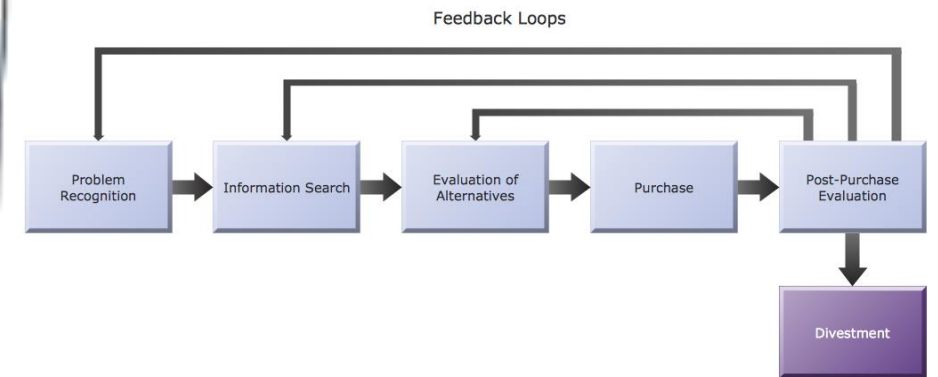 Feedback Loops
Problem
Recognition
Information Search
Evaluation of
Alternatives
Purchase
Post-Purchase
Evaluation
Divestment